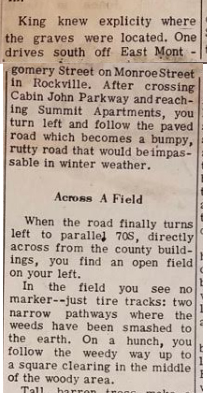 King knew explicity where
the graves were located. One
drives south off East Mont -
gomery Street on Monroe Street
in Rockville. After crossing
Cabin John Parkway and reach-
ing Summit Apartments, you
turn left and follow the paved
road which becomes a bumpy,
rutty road that would be impas-
sable in winter weather.
Across A Field
When the road finally turns
left to parallel 70S, directly
across from the county build-
ings, you find an open field
on your left.
In the field you see no
marker--just tire tracks: two
narrow pathways where the
weeds have been smashed to
the earth. On a hunch, you
follow the weedy way up to
a square clearing in the middle
of the woody area.
Tall, barren trees make a